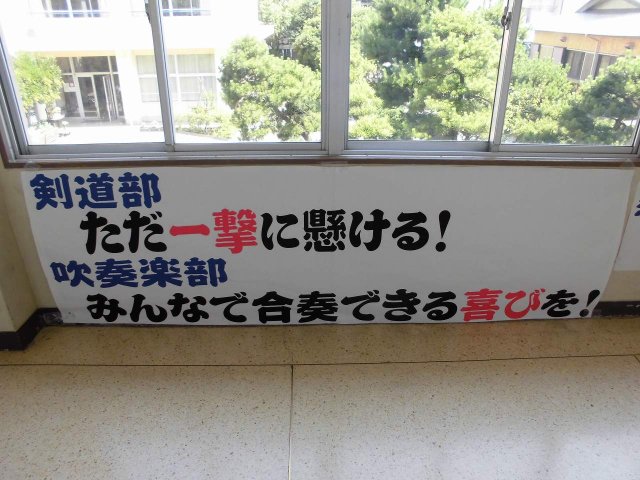 剣道部
ただ一撃に懸ける!
吹奏楽部
みんなで合奏できる喜びを!